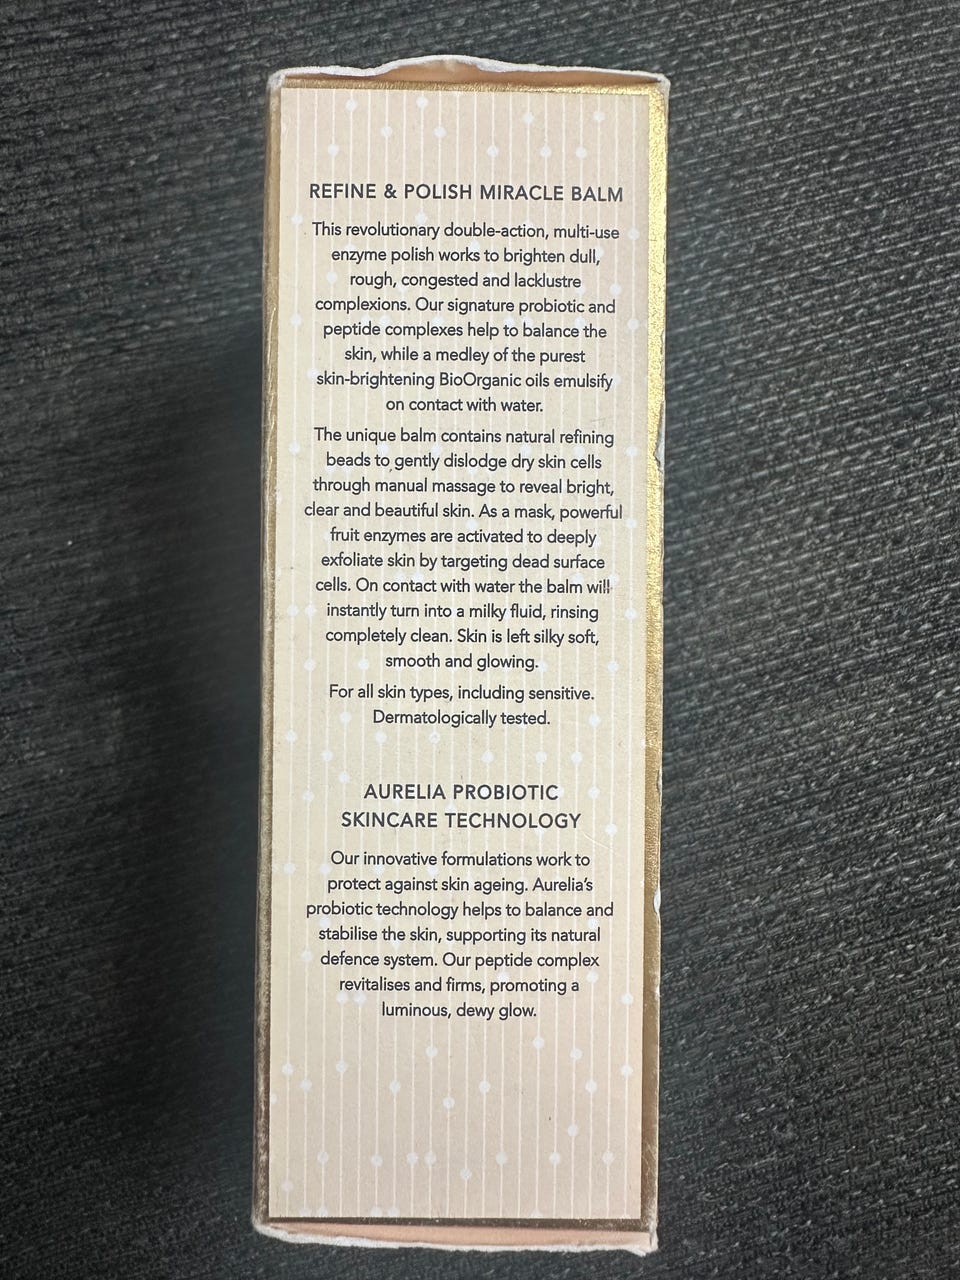 REFINE & POLISH MIRACLE BALM
This revolutionary double-action, multi-use
enzyme polish works to brighten dull,
rough, congested and lacklustre
complexions. Our signature probiotic and
peptide complexes help to balance the
skin, while a medley of the purest
skin-brightening BioOrganic oils emulsify
on contact with water.
The unique balm contains natural refining
beads to gently dislodge dry skin cells
through manual massage to reveal bright,
clear and beautiful skin. As a mask, powerful
fruit enzymes are activated to deeply
exfoliate skin by targeting dead surface
cells. On contact with water the balm will
instantly turn into a milky fluid, rinsing
completely clean. Skin is left silky soft,
smooth and glowing.
For all skin types, including sensitive.
Dermatologically tested.
AURELIA PROBIOTIC
SKINCARE TECHNOLOGY
Our innovative formulations work to
protect against skin ageing. Aurelia's
probiotic technology helps to balance and
stabilise the skin, supporting its natural
defence system. Our peptide complex
revitalises and firms, promoting a
luminous, dewy glow.